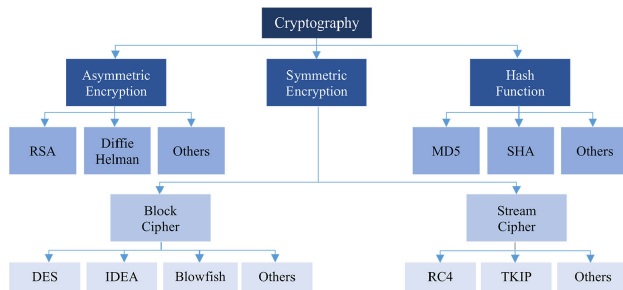 Cryptography
Asymmetric
Encryption
Symmetric
Encryption
Hash
Function
RSA
Diffie
Helman
Others
MD5
SHA
Others
Block
Cipher
Stream
Cipher
DES
IDEA
Blowfish
Others
RC4
TKIP
Others